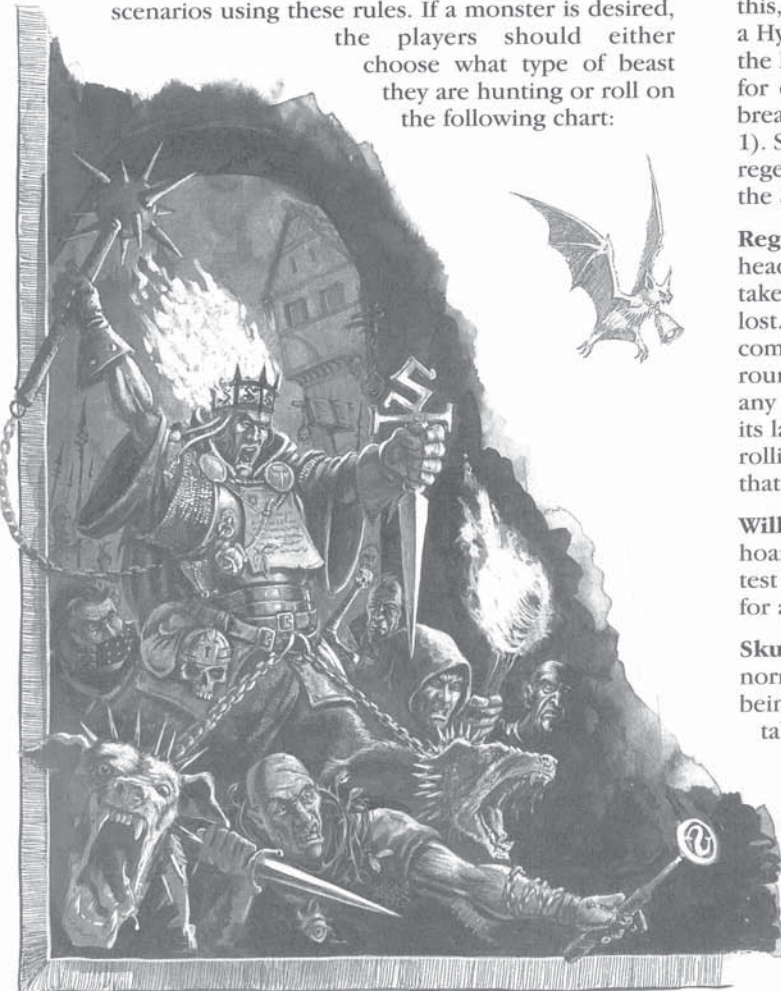 scenarios using these rules. If a monster is desired,
the players should either
choose what type of beast
they are hunting or roll on
the following chart:
this,
a Hy
the
for
brea
1). S
rege
the
Reg
head
take
lost.
com
roun
any
its la
rolli
that
Will
hoar
test
for a
Sku
norr
bein
ta